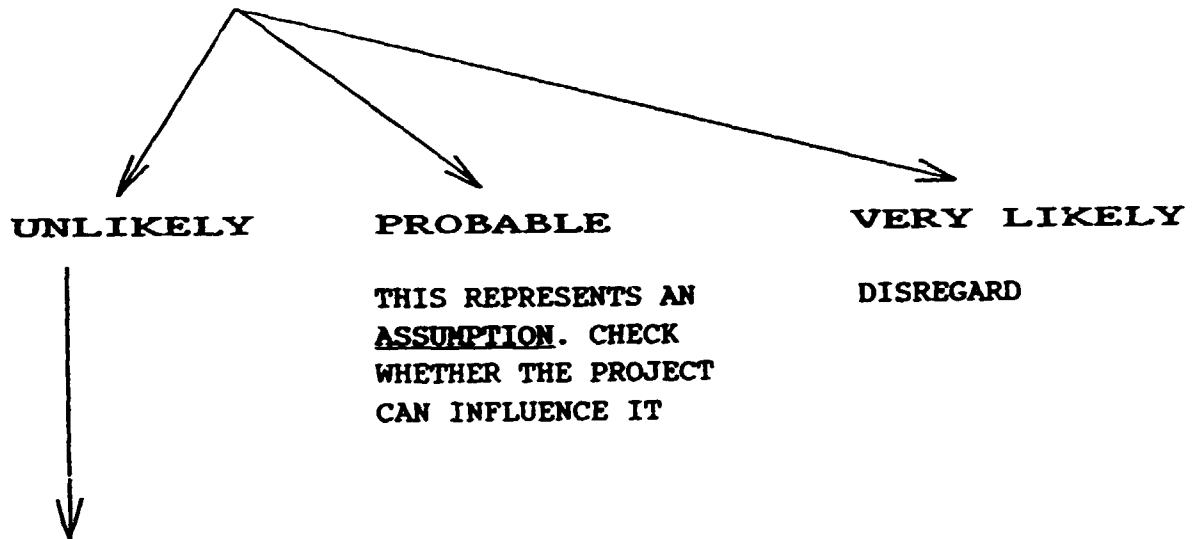 UNLIKELY PROBABLE VERY LIKELY
THIS REPRESENTS AN DISREGARD
ASSUMPTION. CHECK
WHETHER THE PROJECT
CAN INFLUENCE IT